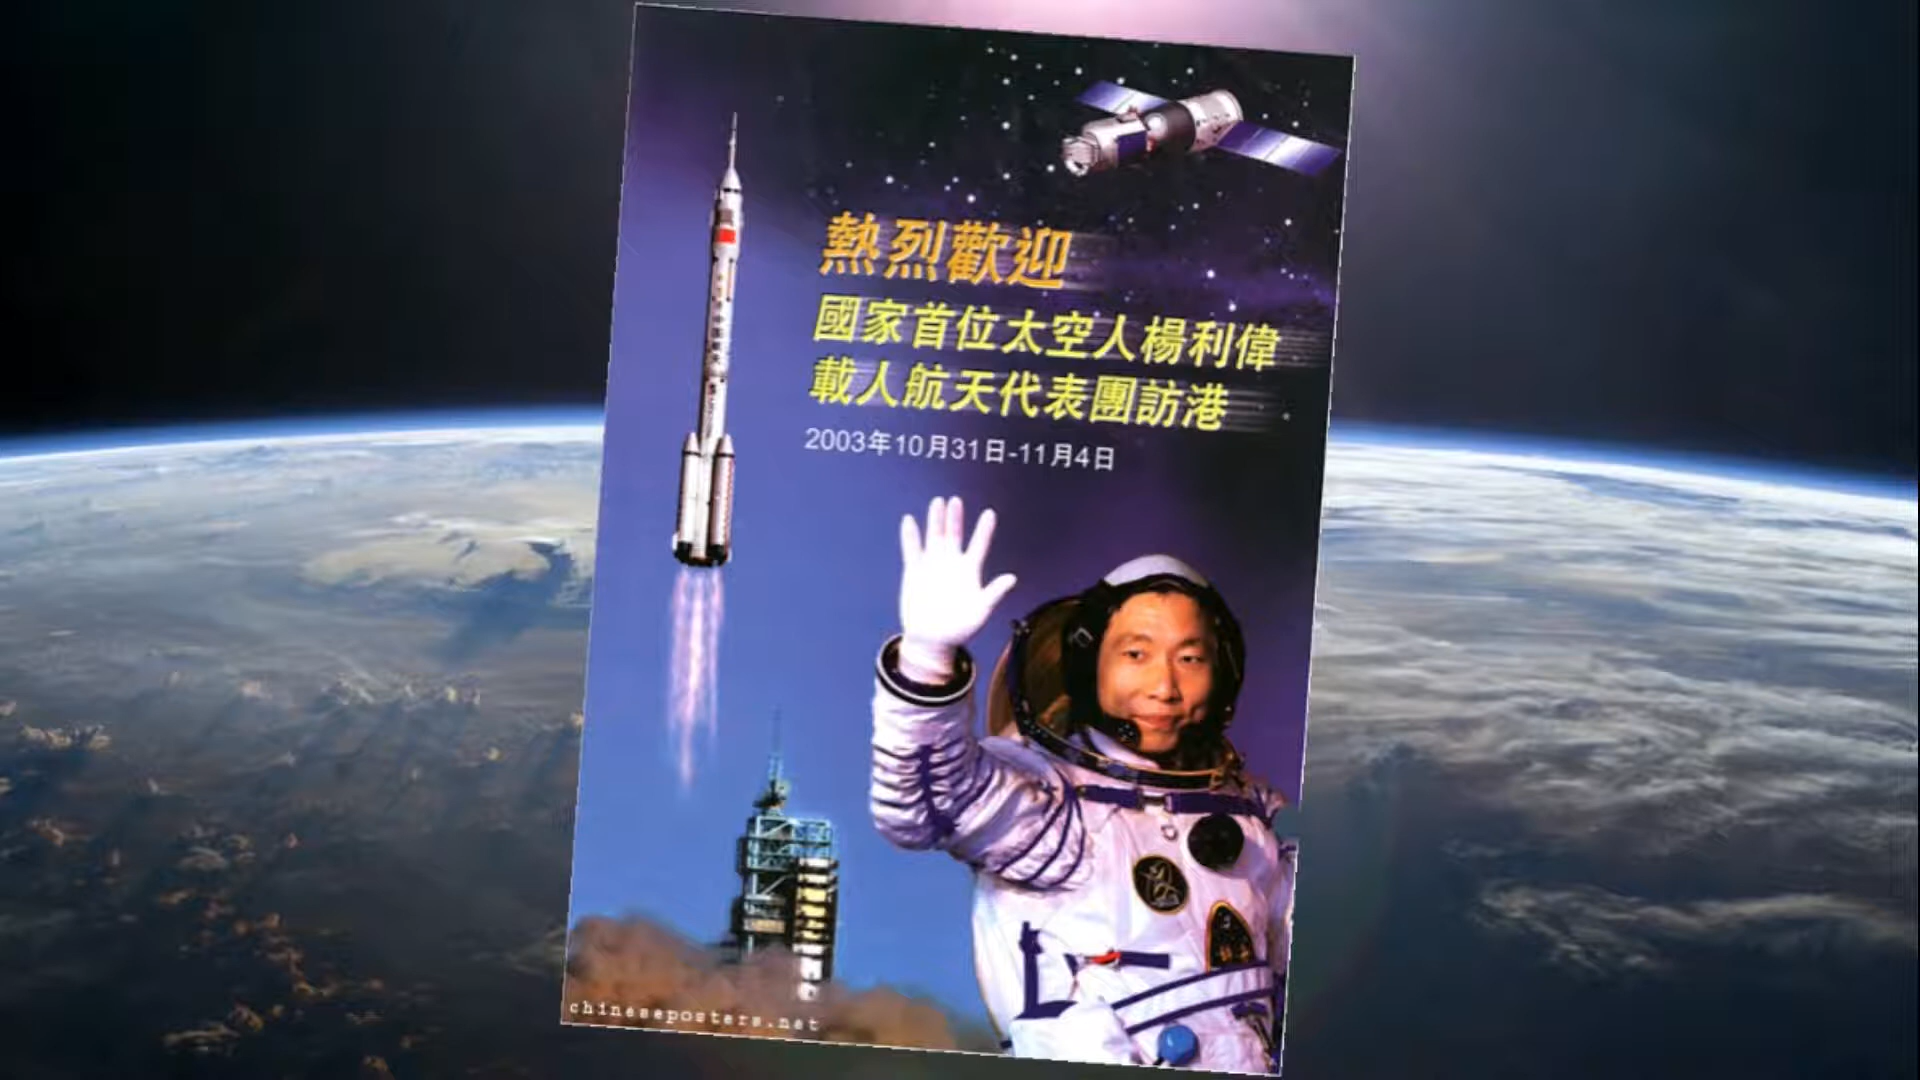 熱烈歡迎
國家首位太空人楊利偉
載人航天代表團訪港
2003年10月31日-11月4日
chineseposters.net